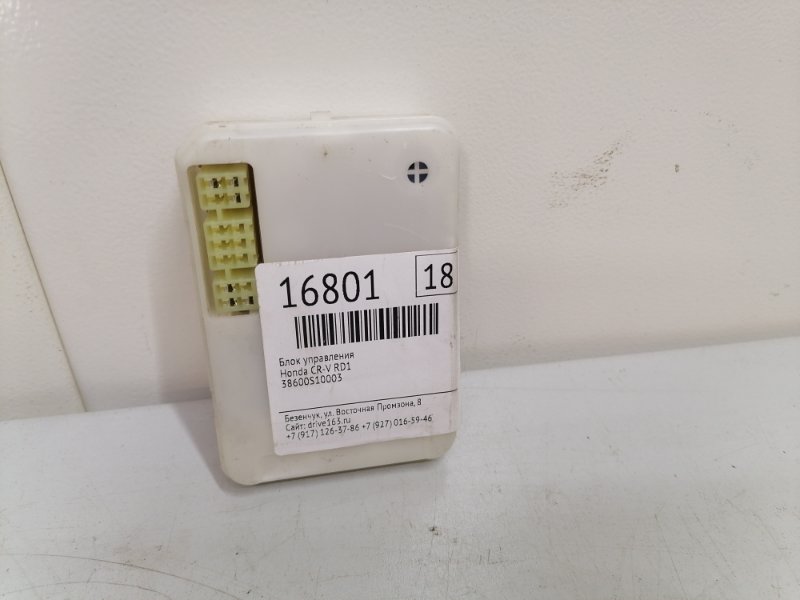 16801 18
Блок управления
Honda CR-V RD1
38600S10003
Безенчук, ул. Восточная Промзона, 8
Сайт: drive163.ru
+7 (917) 126-37-86 +7 (927) 016-59-46